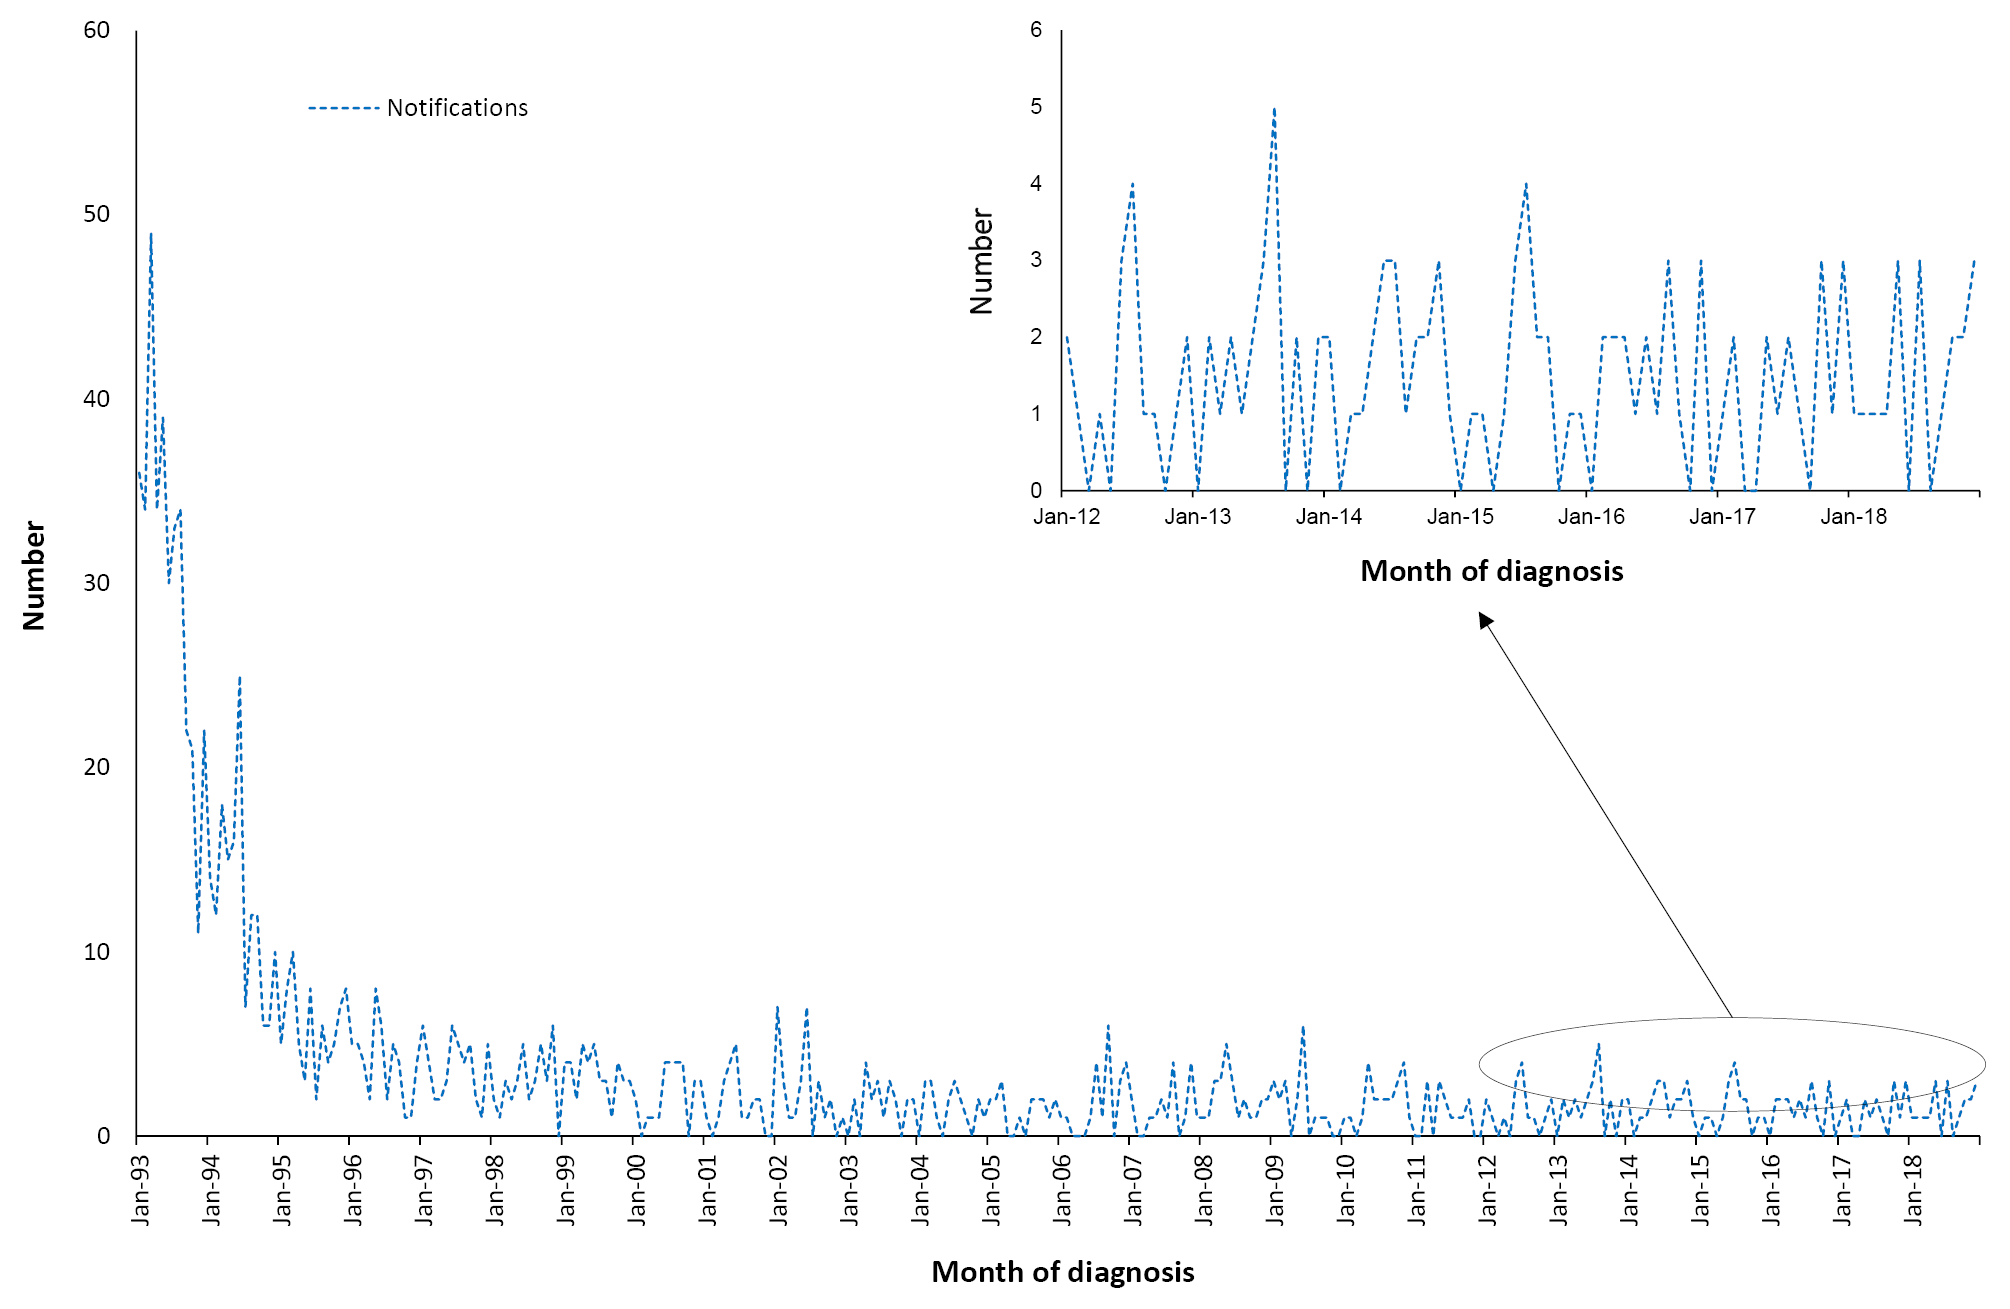 60
50
40
30
20
10
0
Number
Notifications
Jan-93
Jan-94
Jan-95
Jan-96
Jan-97
Jan-98
Jan-99
Jan-00
Jan-01
Jan-02
Jan-03
Jan-04
Jan-05
Jan-06
Jan-07
Jan-08
Jan-09
Jan-10
Jan-11
Jan-12
Jan-13
Jan-14
Jan-15
Jan-16
Jan-17
Jan-18
Month of diagnosis
6
5
4
3
2
1
0
Number
Jan-12
Jan-13
Jan-14
Jan-15
Jan-16
Jan-17
Jan-18
Month of diagnosis